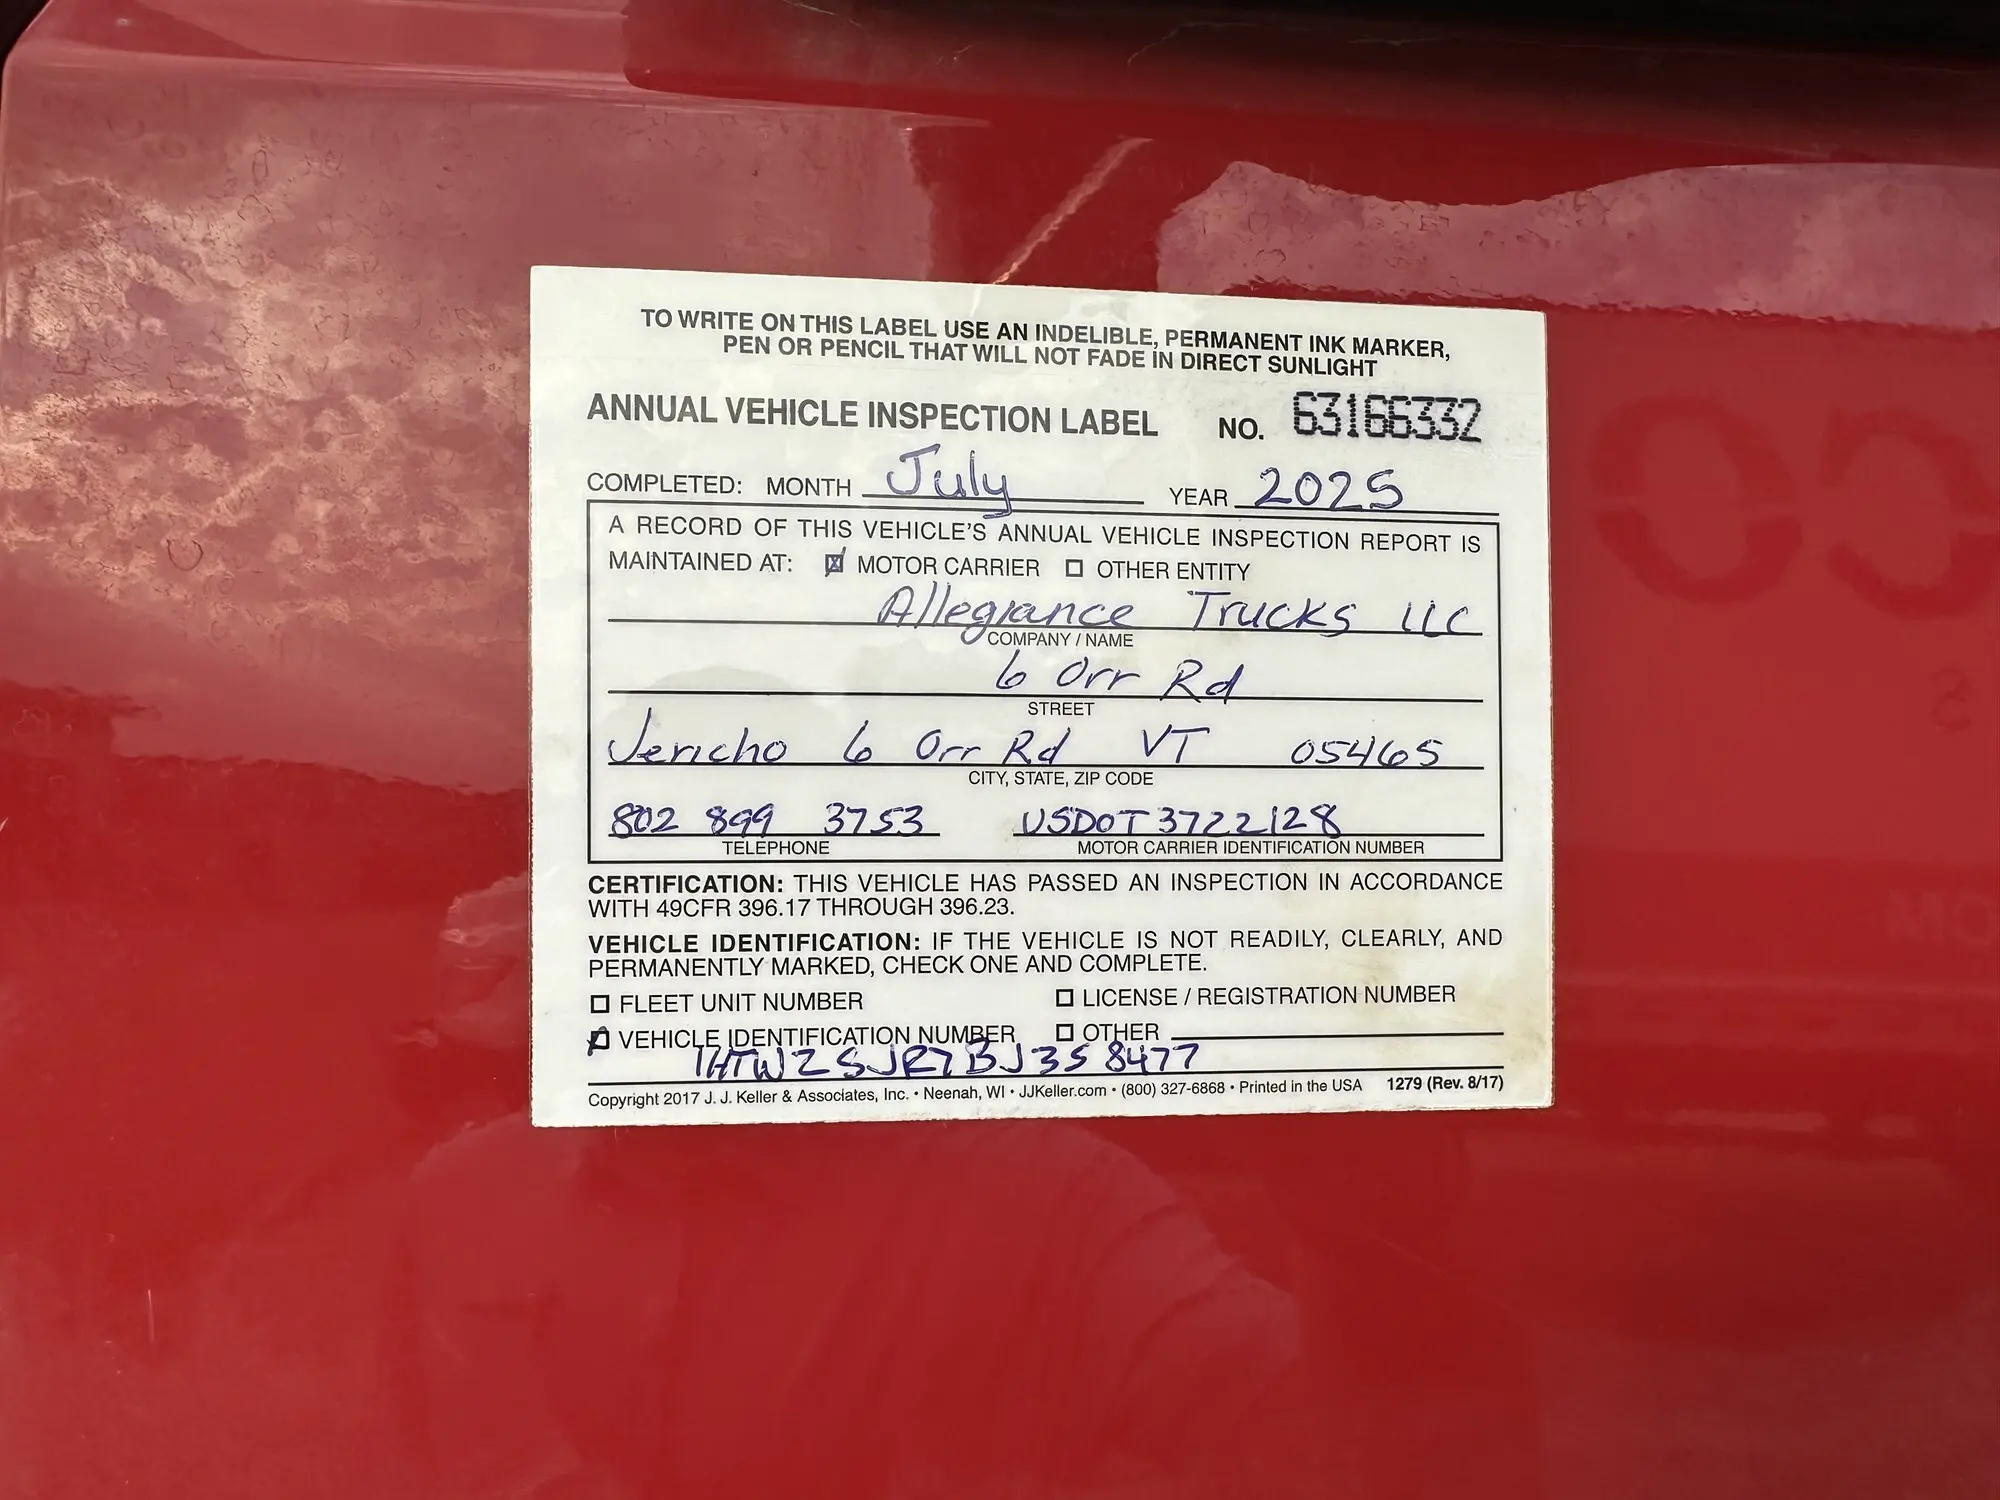 TO WRITE ON THIS LABEL USE AN INDELIBLE, PERMANENT INK MARKER,
PEN OR PENCIL THAT WILL NOT FADE IN DIRECT SUNLIGHT
ANNUAL VEHICLE INSPECTION LABEL NO. 63166332
COMPLETED: MONTH July YEAR 2025
A RECORD OF THIS VEHICLE'S ANNUAL VEHICLE INSPECTION REPORT IS
MAINTAINED AT: ☒ MOTOR CARRIER ☐ OTHER ENTITY
Allegiance Trucks LLC
COMPANY / NAME
6 Orr Rd
STREET
Jericho 6 Orr Rd VT 05465
CITY, STATE, ZIP CODE
802 899 3753 USDOT 3722128
TELEPHONE MOTOR CARRIER IDENTIFICATION NUMBER
CERTIFICATION: THIS VEHICLE HAS PASSED AN INSPECTION IN ACCORDANCE
WITH 49CFR 396.17 THROUGH 396.23.
VEHICLE IDENTIFICATION: IF THE VEHICLE IS NOT READILY, CLEARLY, AND
PERMANENTLY MARKED, CHECK ONE AND COMPLETE.
☐ FLEET UNIT NUMBER ☐ LICENSE / REGISTRATION NUMBER
☒ VEHICLE IDENTIFICATION NUMBER ☐ OTHER
1HTWZSJR7BJ358477
Copyright 2017 J. J. Keller & Associates, Inc. • Neenah, WI • JJKeller.com • (800) 327-6868 • Printed in the USA 1279 (Rev. 8/17)